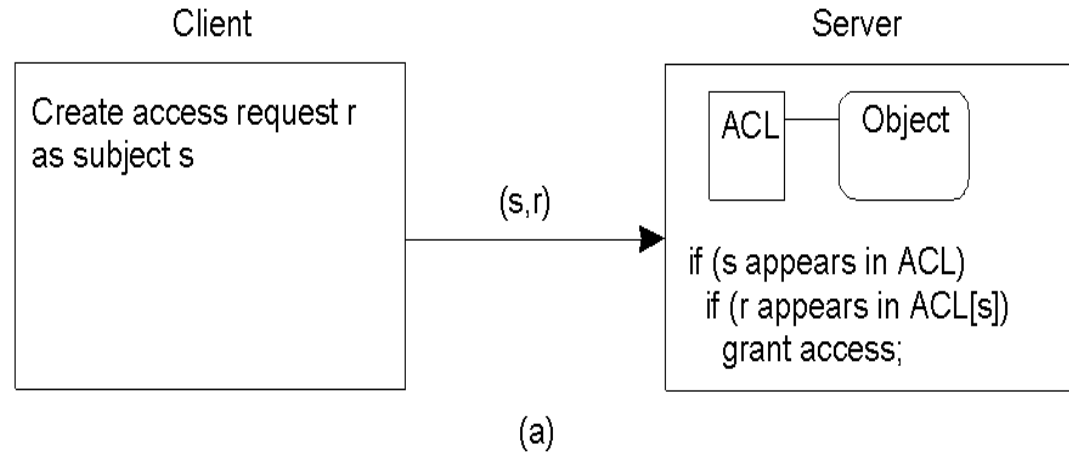 Client
Server
Create access request r
as subject s
(s,r)
ACL
Object
if (s appears in ACL)
if (r appears in ACL[s])
grant access;
(a)